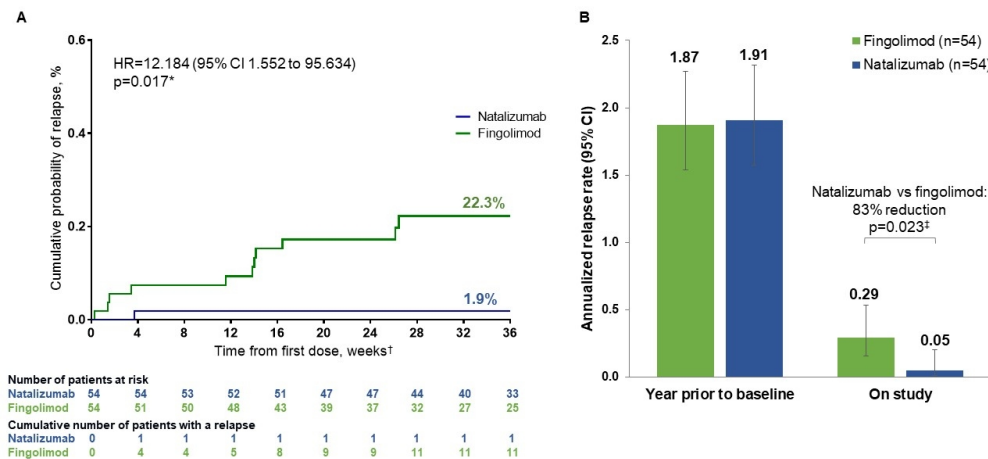 A
Cumulative probability of relapse, %
0.6
0.4
0.2
0.0
HR=12.184 (95% CI 1.552 to 95.634)
p=0.017*
Natalizumab
Fingolimod
22.3%
1.9%
0 4 8 12 16 20 24 28 32 36
Time from first dose, weeks†
Number of patients at risk
Natalizumab 54 54 53 52 51 47 47 44 40 33
Fingolimod 54 51 50 48 43 39 37 32 27 25
Cumulative number of patients with a relapse
Natalizumab 0 1 1 1 1 1 1 1 1 1
Fingolimod 0 4 4 5 8 9 9 11 11 11
B
Annualized relapse rate (95% CI)
2.5
2.0
1.5
1.0
0.5
0.0
Fingolimod (n=54)
Natalizumab (n=54)
1.87 1.91
Natalizumab vs fingolimod:
83% reduction
p=0.023‡
0.29 0.05
Year prior to baseline On study